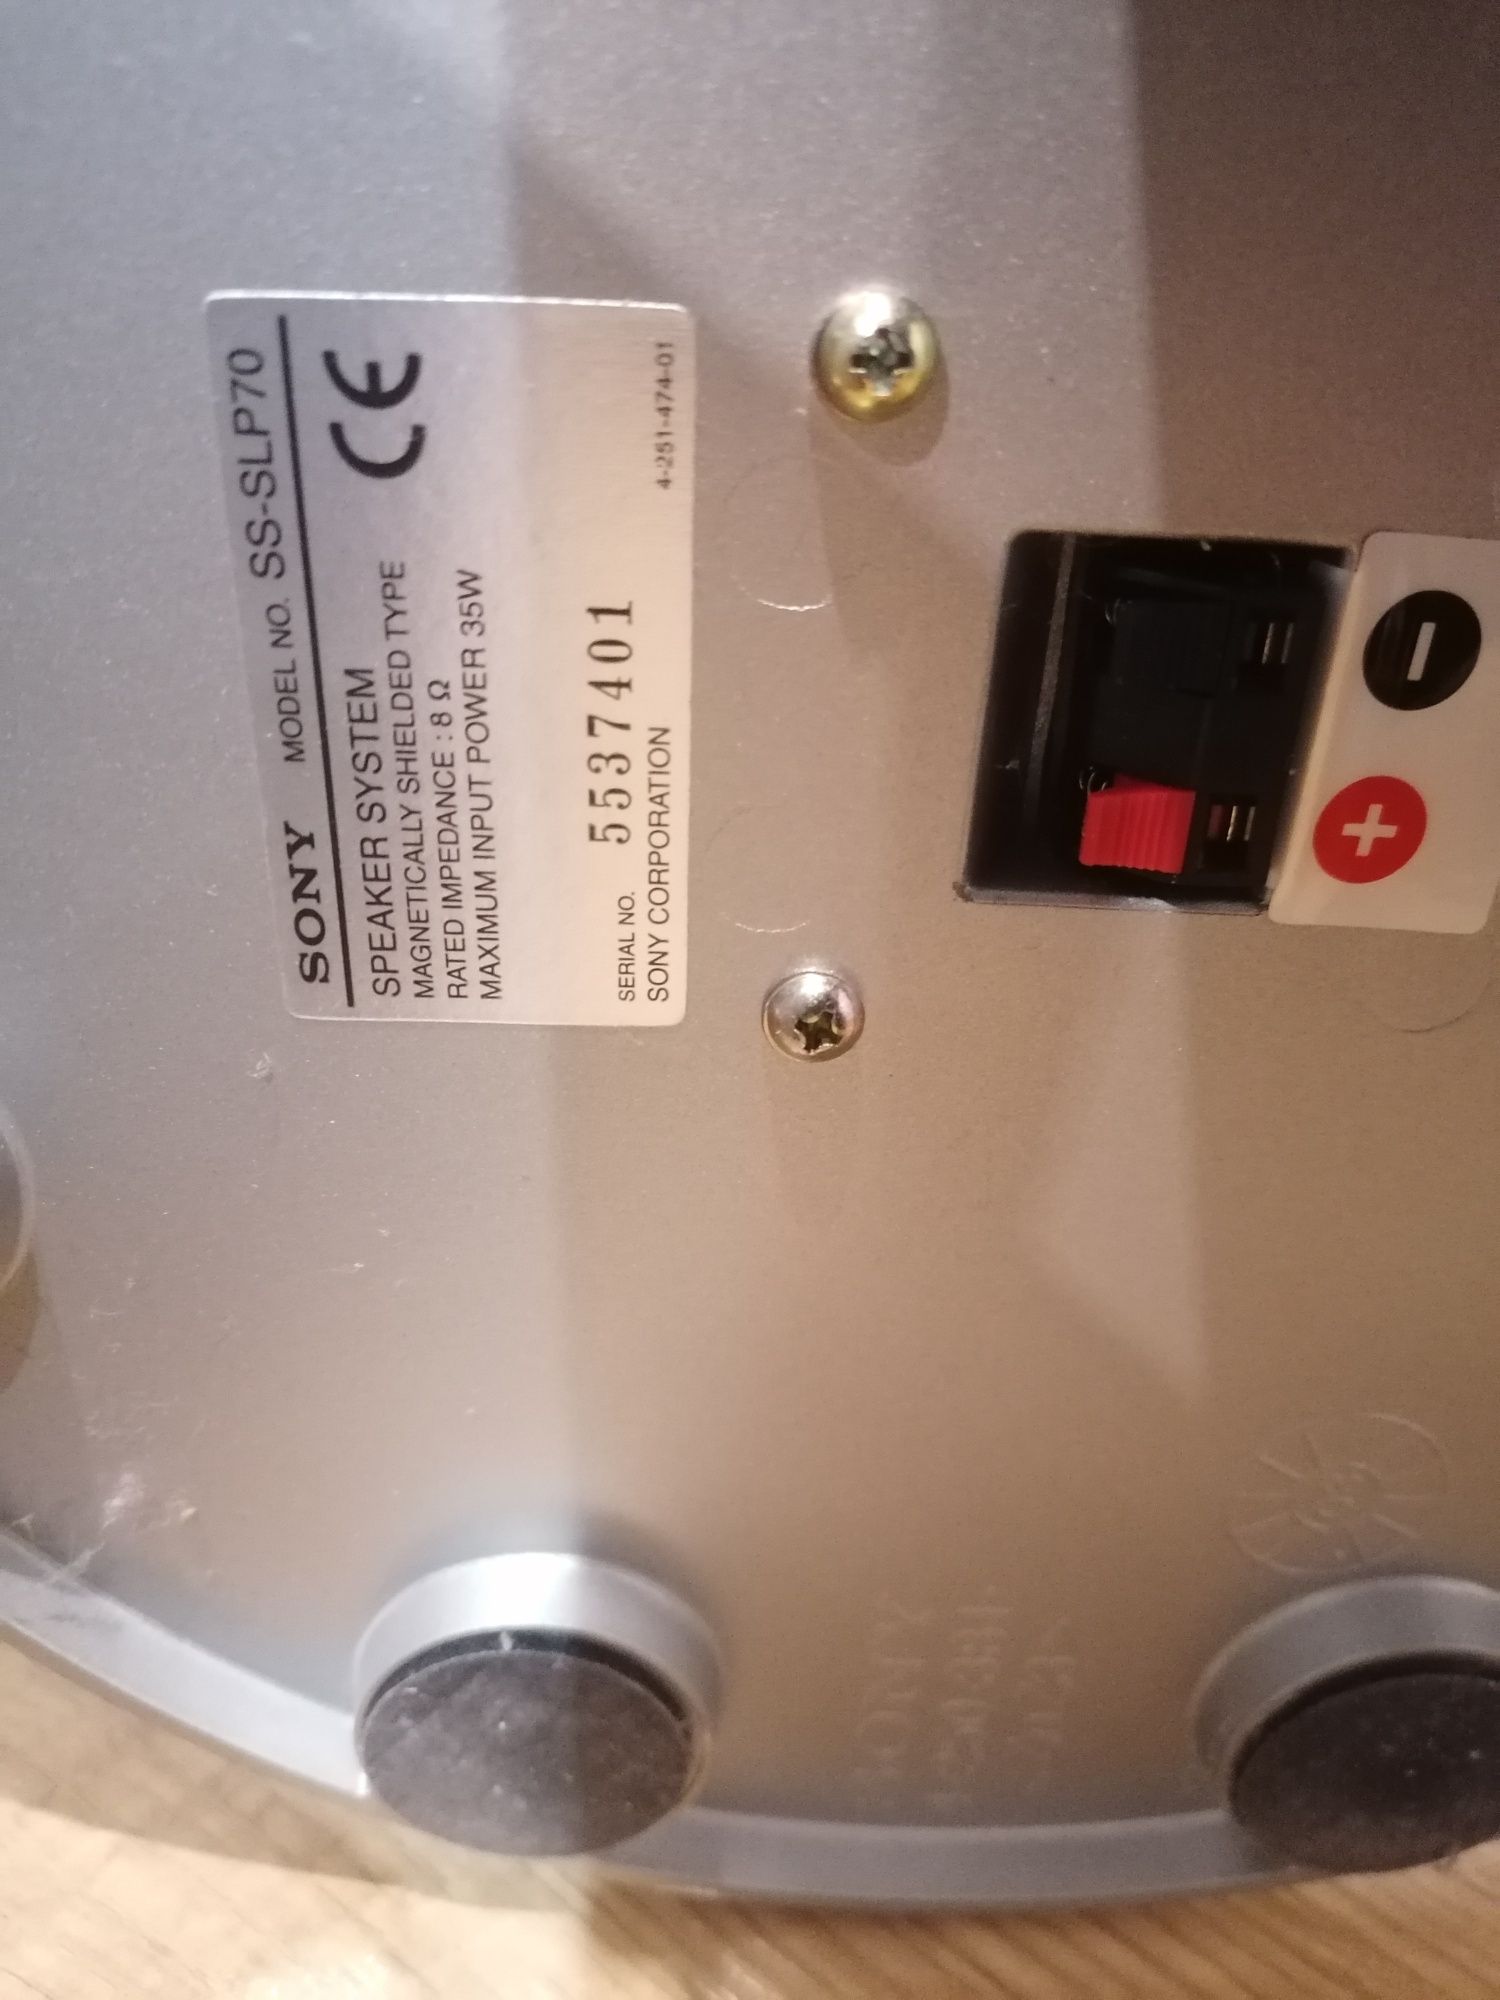 SONY MODEL NO. SS-SLP70
SPEAKER SYSTEM
MAGNETICALLY SHIELDED TYPE
RATED IMPEDANCE : 8 Ω
MAXIMUM INPUT POWER 35W
CE
SERIAL NO. 5537401
SONY CORPORATION
4-251-474-01
+ −